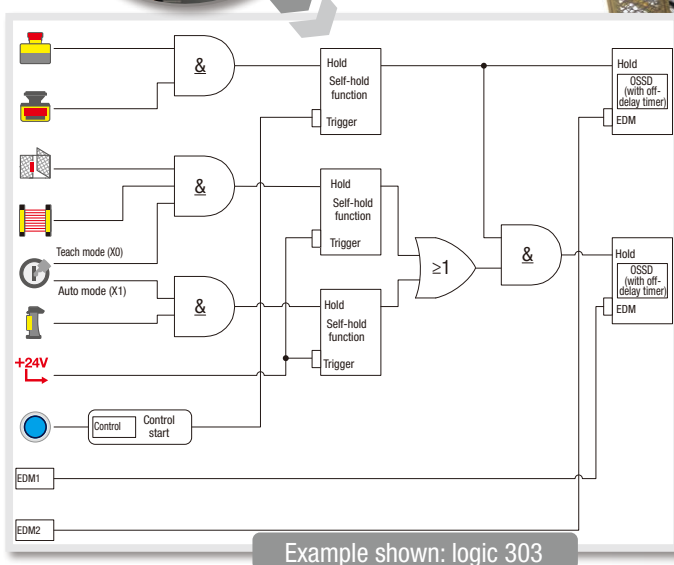 &
Hold
Self-hold
function
Trigger
Hold
OSSD
(with off-
delay timer)
EDM
&
Hold
Self-hold
function
Trigger
Teach mode (X0)
Auto mode (X1)
&
Hold
Self-hold
function
Trigger
≥1
&
Hold
OSSD
(with off-
delay timer)
EDM
+24V
Control
Control
start
EDM1
EDM2
Example shown: logic 303